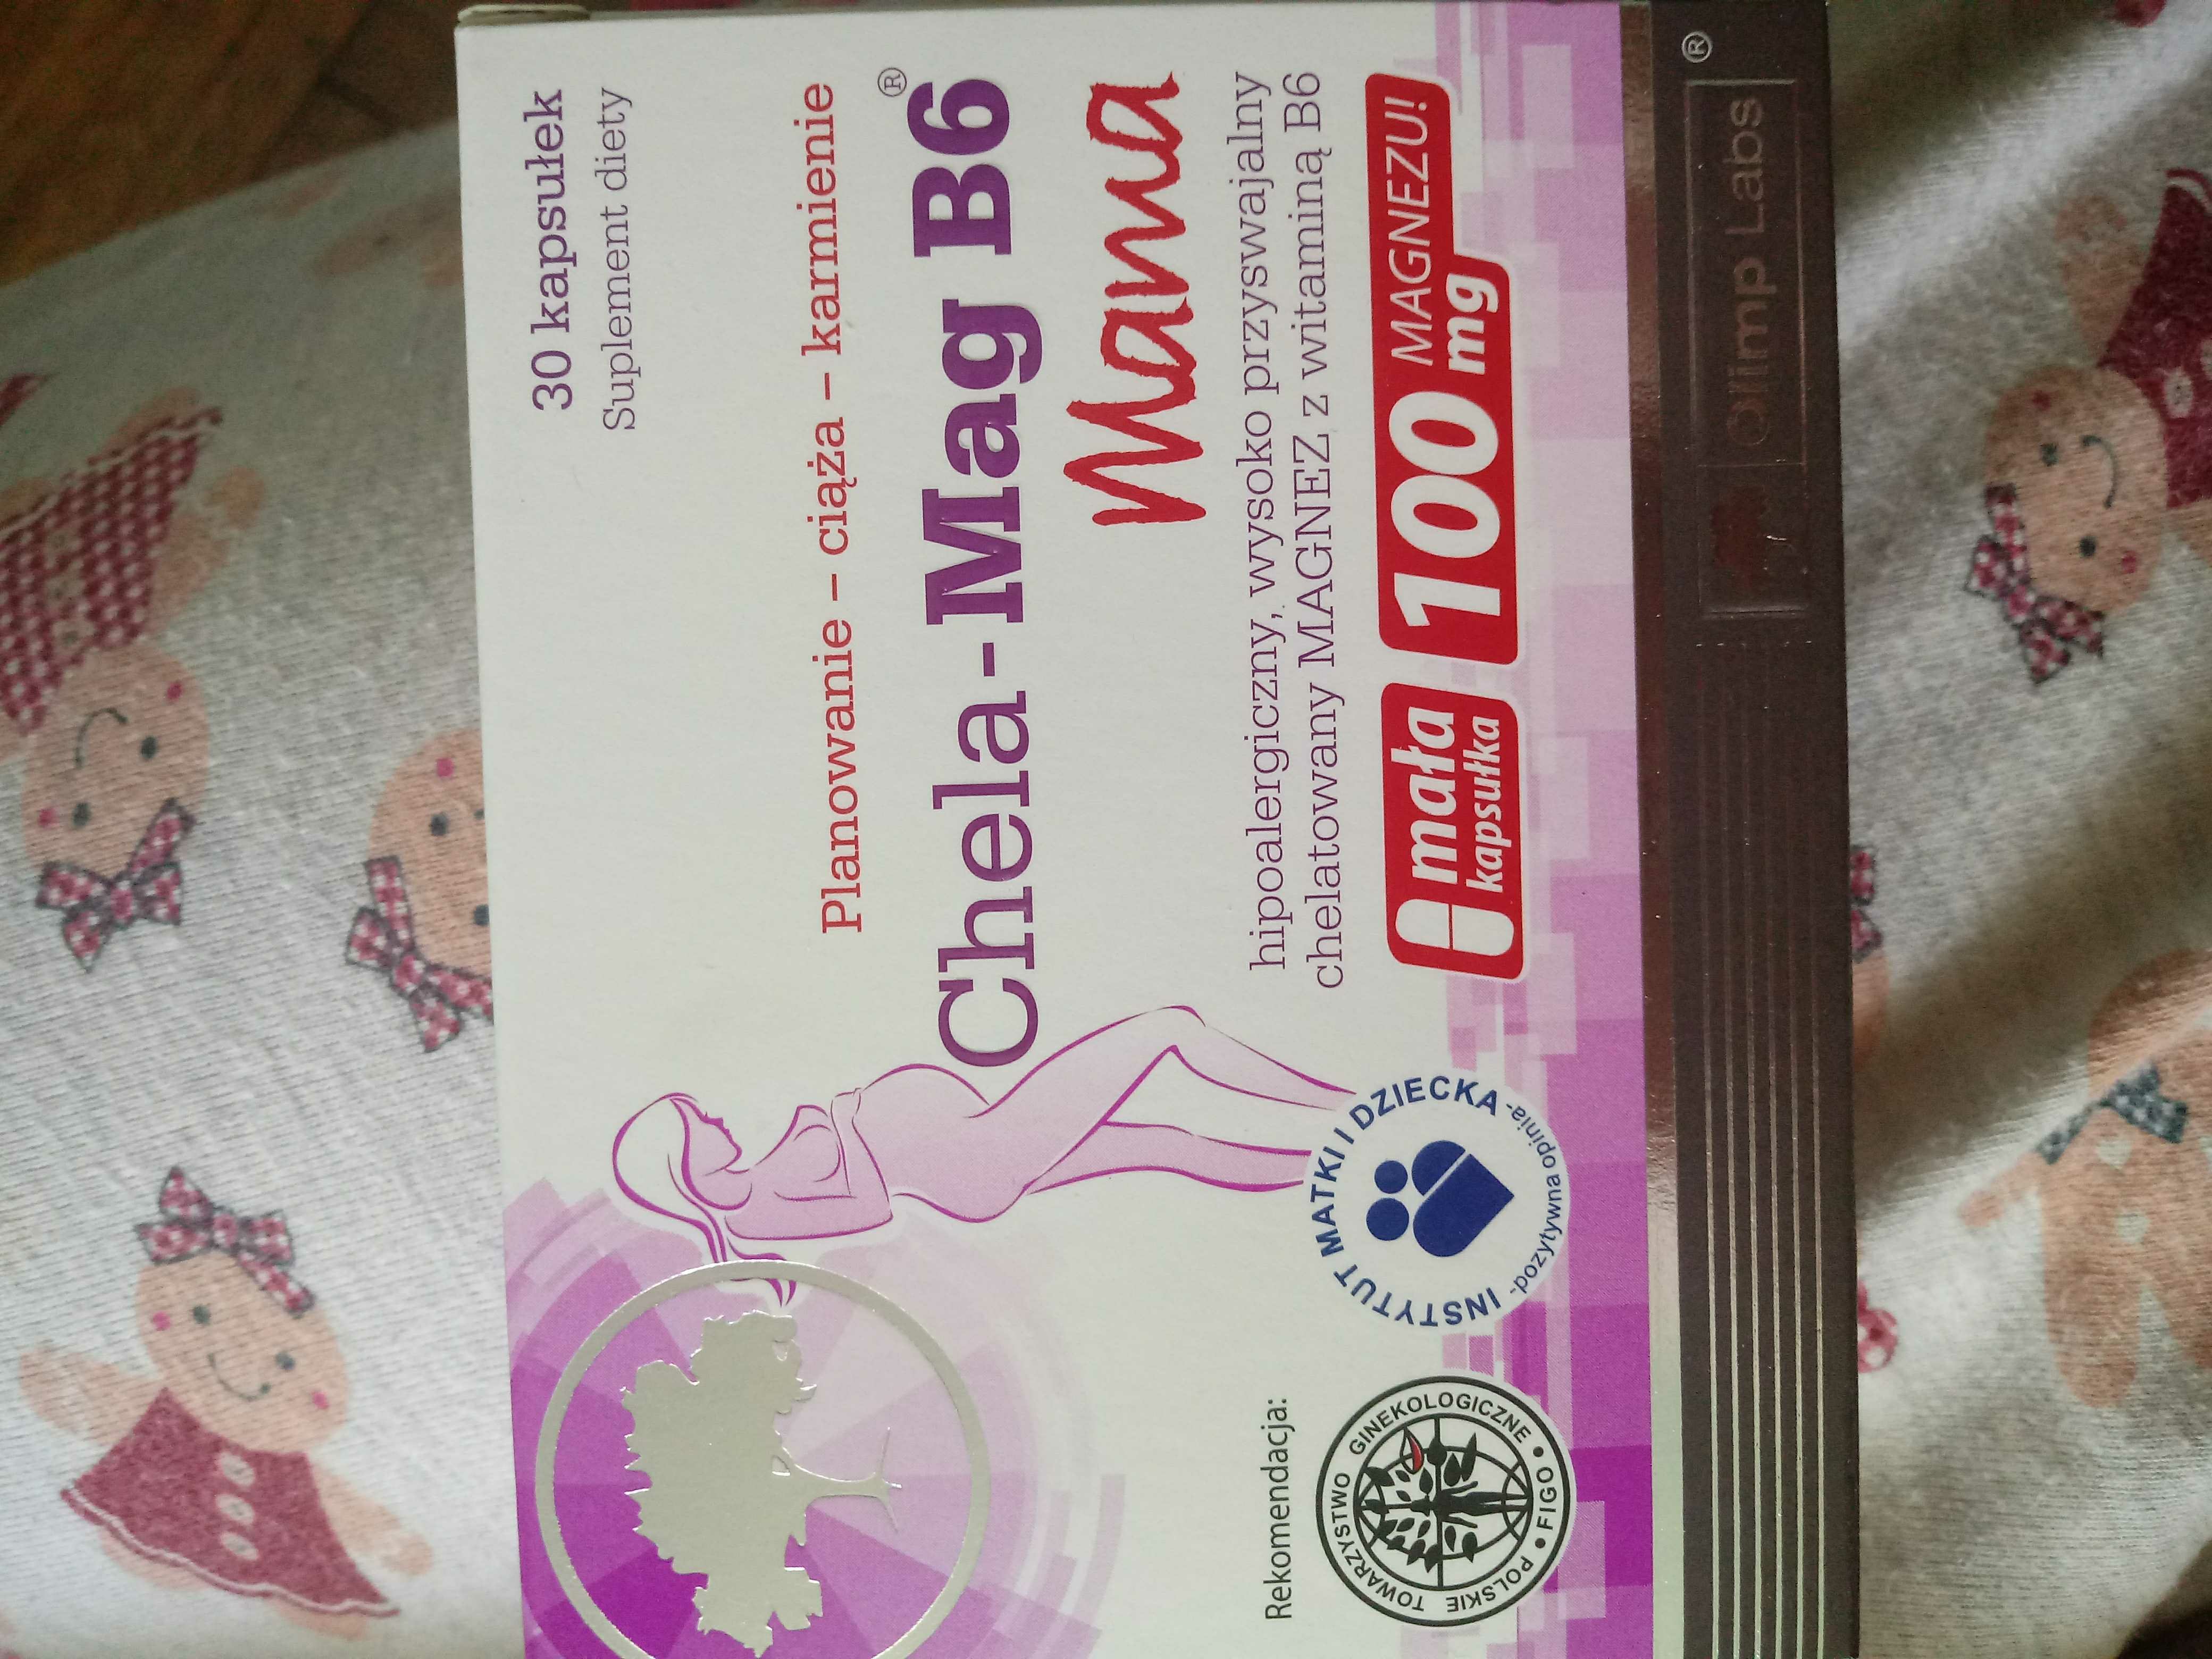 30 kapsułek
Suplement diety
Planowanie – ciąża – karmienie
Chela-Mag B6®
Mama
hipoalergiczny, wysoko przyswajalny
chelatowany MAGNEZ z witaminą B6
mała
kapsułka
100 mg
MAGNEZU!
INSTYTUT MATKI I DZIECKA
-pozytywna opinia-
Rekomendacja:
POLSKIE TOWARZYSTWO GINEKOLOGICZNE • FIGO •
Olimp Labs®